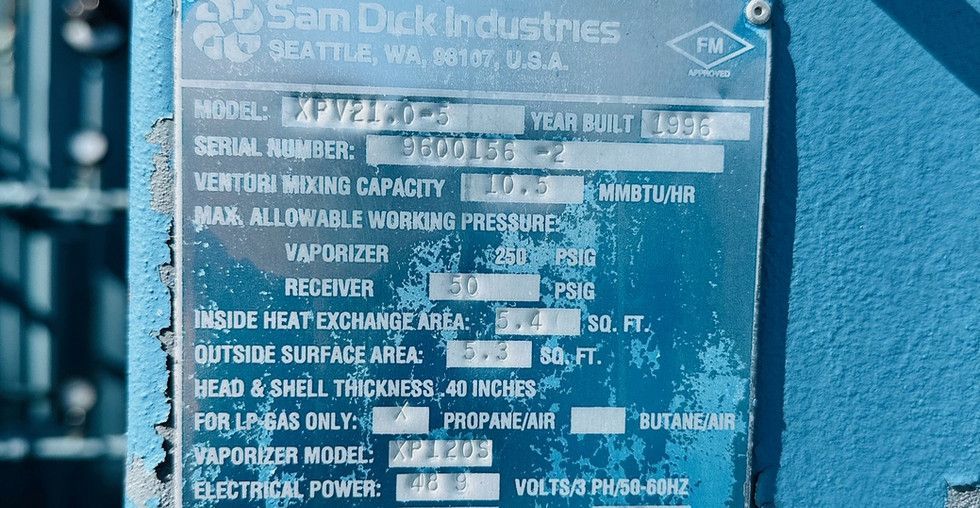 Sam Dick Industries
SEATTLE, WA, 98107, U.S.A.
FM
APPROVED
MODEL: XPV21.0-5 YEAR BUILT 1996
SERIAL NUMBER: 9600156 -2
VENTURI MIXING CAPACITY 10.5 MMBTU/HR
MAX. ALLOWABLE WORKING PRESSURE:
VAPORIZER 250 PSIG
RECEIVER 50 PSIG
INSIDE HEAT EXCHANGE AREA: 5.4 SQ. FT.
OUTSIDE SURFACE AREA: 5.3 SQ. FT.
HEAD & SHELL THICKNESS .40 INCHES
FOR LP-GAS ONLY: X PROPANE/AIR BUTANE/AIR
VAPORIZER MODEL: XP120S
ELECTRICAL POWER: VOLTS/3 PH/50-60HZ